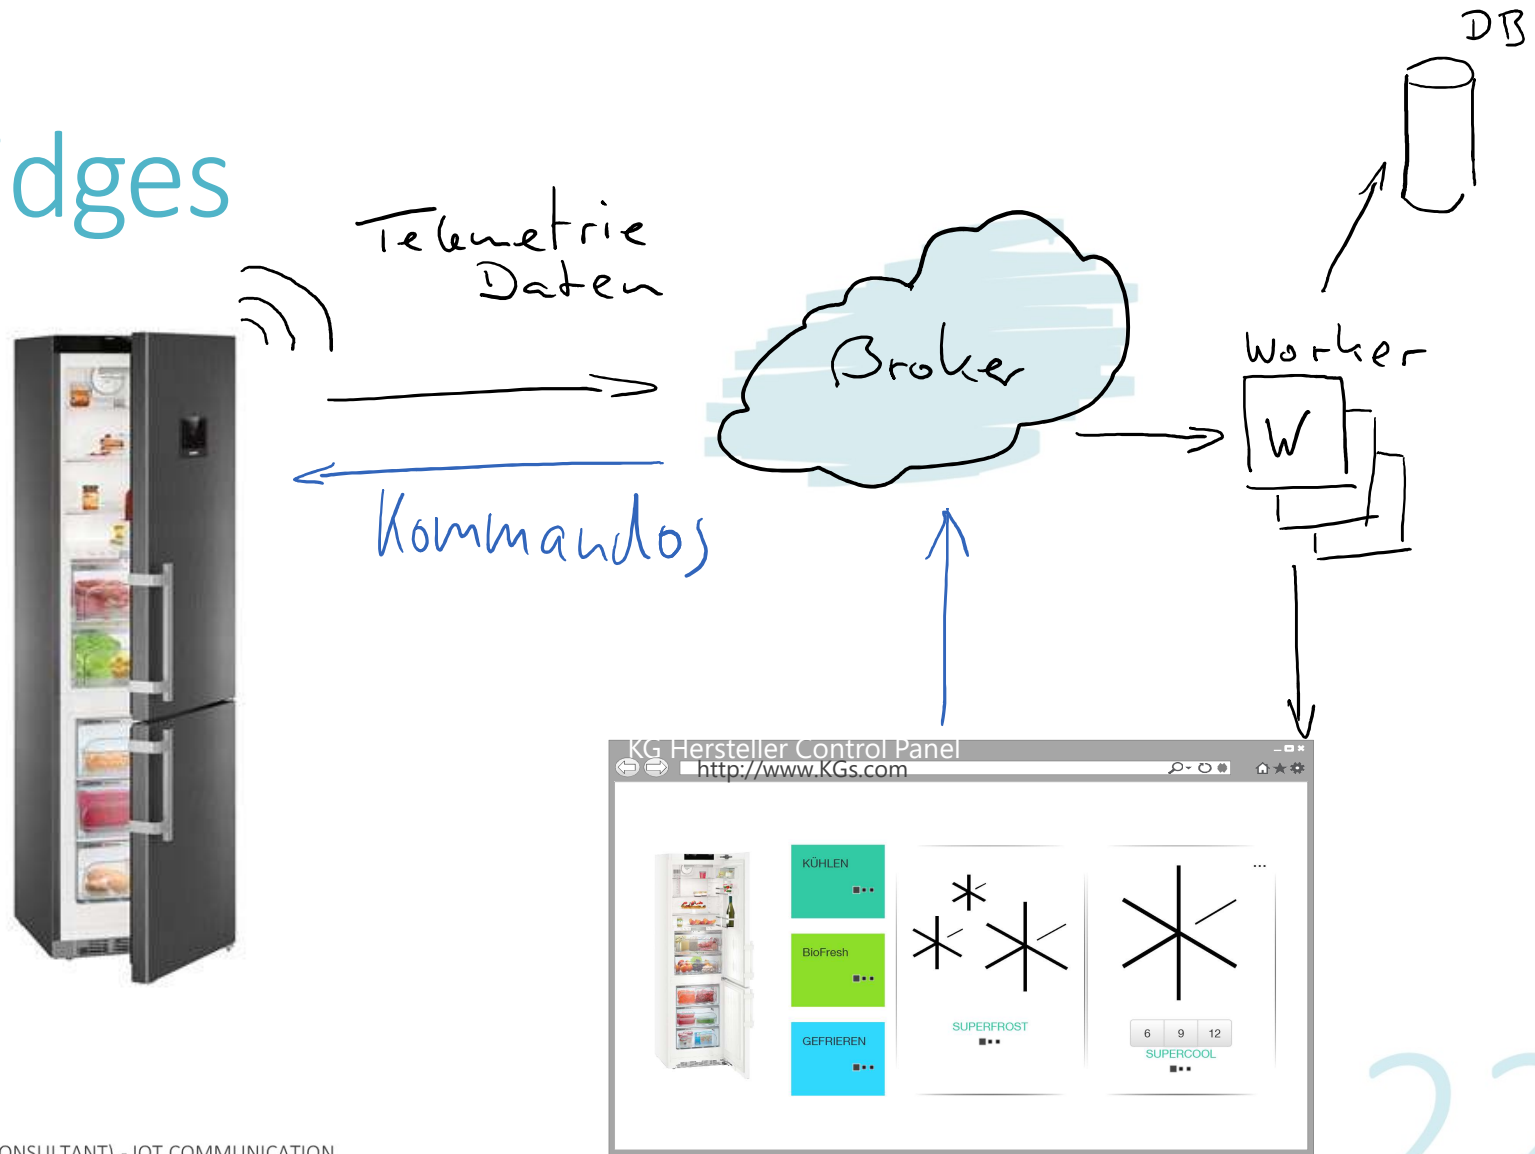 DB
dges
Telemetrie
Daten
Broker
Worker
W
Kommandos
KG Hersteller Control Panel
http://www.KGs.com
KÜHLEN
BioFresh
GEFRIEREN
SUPERFROST
6 9 12
SUPERCOOL
ONSULTANT) - IOT COMMUNICATION